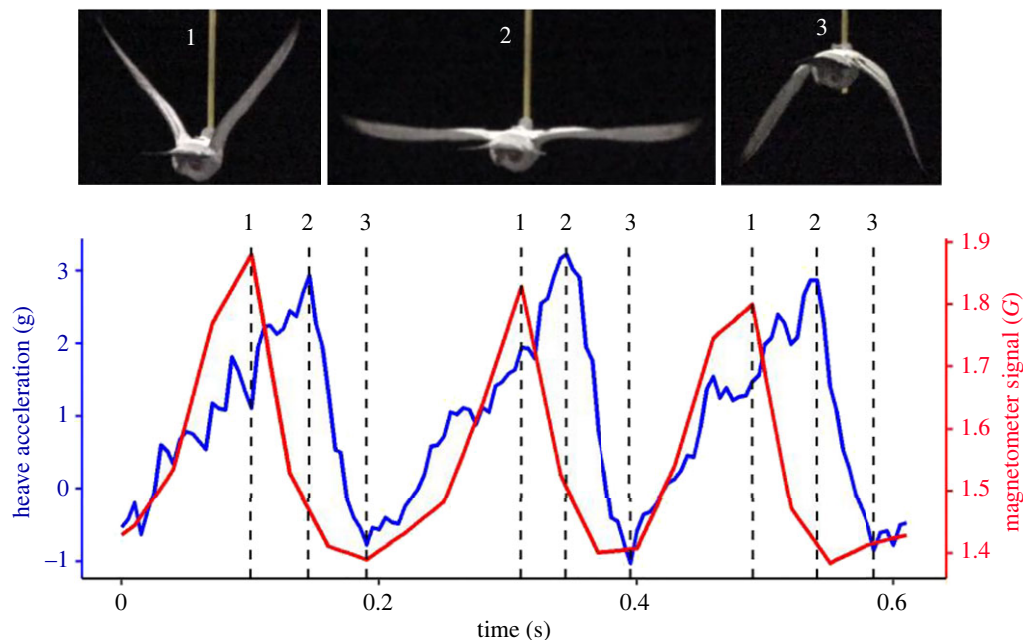 1 2 3
1 2 3 1 2 3 1 2 3
heave acceleration (g)
3
2
1
0
−1
magnetometer signal (G)
1.9
1.8
1.7
1.6
1.5
1.4
0 0.2 0.4 0.6
time (s)